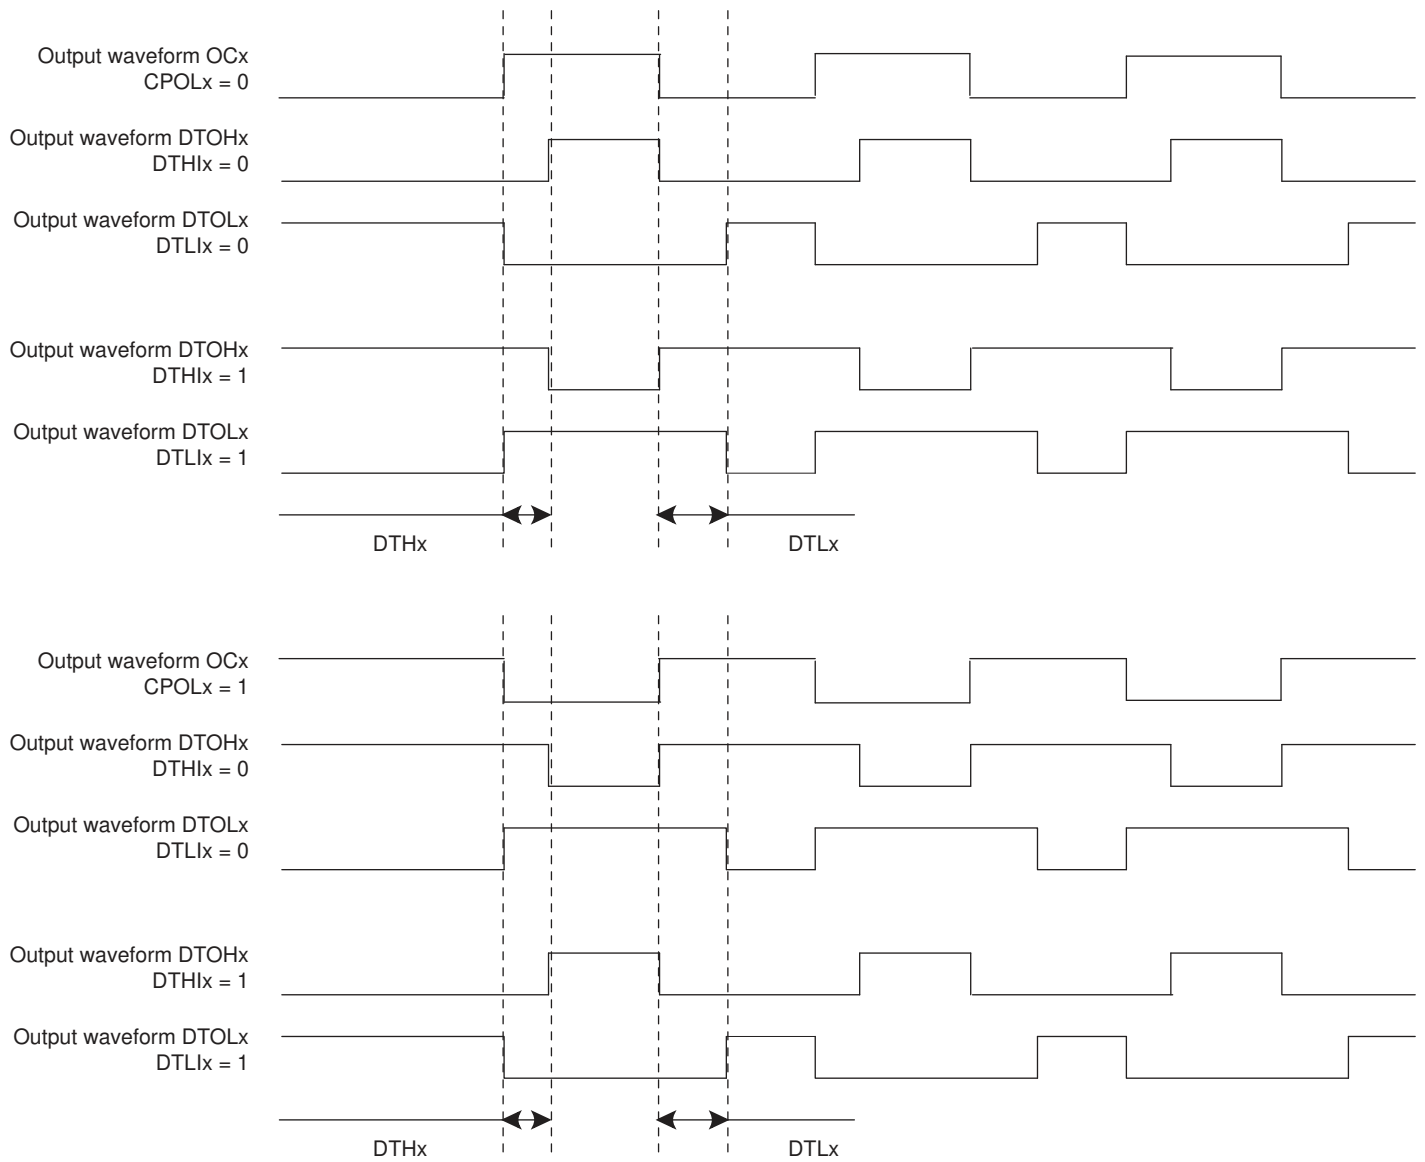 Output waveform OCx
CPOLx = 0
Output waveform DTOHx
DTHIx = 0
Output waveform DTOLx
DTLIx = 0
Output waveform DTOHx
DTHIx = 1
Output waveform DTOLx
DTLIx = 1
DTHx
DTLx
Output waveform OCx
CPOLx = 1
Output waveform DTOHx
DTHIx = 0
Output waveform DTOLx
DTLIx = 0
Output waveform DTOHx
DTHIx = 1
Output waveform DTOLx
DTLIx = 1
DTHx
DTLx